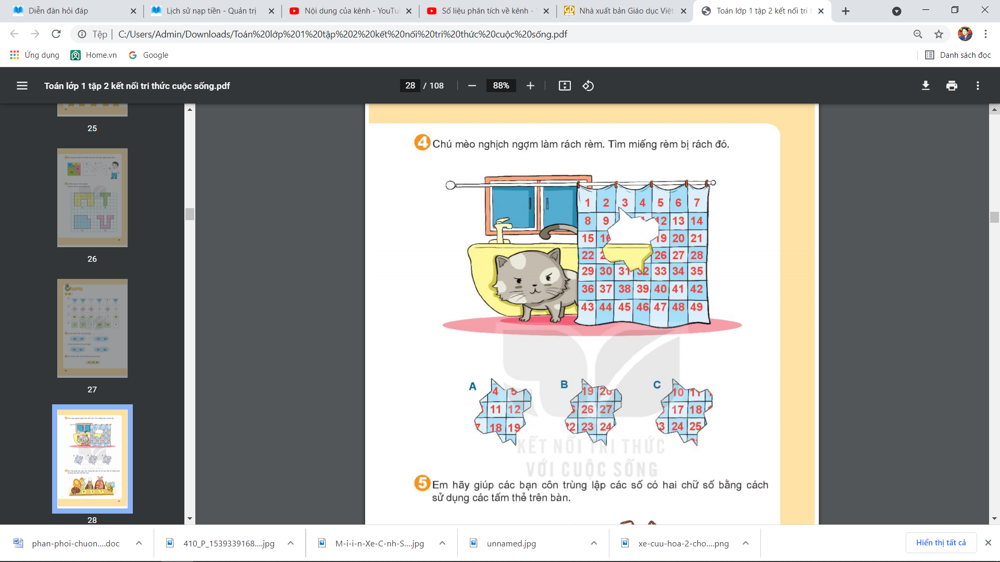 Diễn đàn hỏi đáp
Lịch sử nạp tiền - Quản trị
Nội dung của kênh - YouTu
Số liệu phân tích về kênh -
Nhà xuất bản Giáo dục Việt
Toán lớp 1 tập 2 kết nối tri t
Tệp | C:/Users/Admin/Downloads/Toán%20lớp%201%20tập%202%20kết%20nối%20tri%20thức%20cuộc%20sống.pdf
Ứng dụng
Home.vn
Google
Danh sách đọc
Toán lớp 1 tập 2 kết nối tri thức cuộc sống.pdf
28 / 108
88%
25
26
27
28
4 Chú mèo nghịch ngợm làm rách rèm. Tìm miếng rèm bị rách đó.
1 2 3 4 5 6 7
8 9 12 13 14
15 16 19 20 21
22 2 26 27 28
29 30 31 32 33 34 35
36 37 38 39 40 41 42
43 44 45 46 47 48 49
A
4 5
11 12
7 18 19
B
19 20
26 27
22 23 24
C
10 11
17 18
23 24 25
KẾT NỐI TRI THỨC
VỚI CUỘC SỐNG
5 Em hãy giúp các bạn côn trùng lập các số có hai chữ số bằng cách
sử dụng các tấm thẻ trên bàn.
phan-phoi-chuon....doc
410_P_1539339168....jpg
M-i-i-n-Xe-C-nh-S....jpg
unnamed.jpg
xe-cuu-hoa-2-cho....png
Hiển thị tất cả